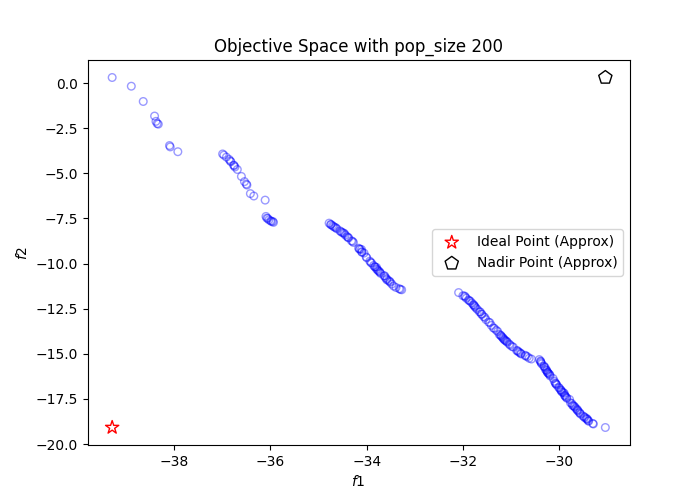 Objective Space with pop_size 200
f2
0.0
−2.5
−5.0
−7.5
−10.0
−12.5
−15.0
−17.5
−20.0
Ideal Point (Approx)
Nadir Point (Approx)
−38
−36
−34
−32
−30
f1